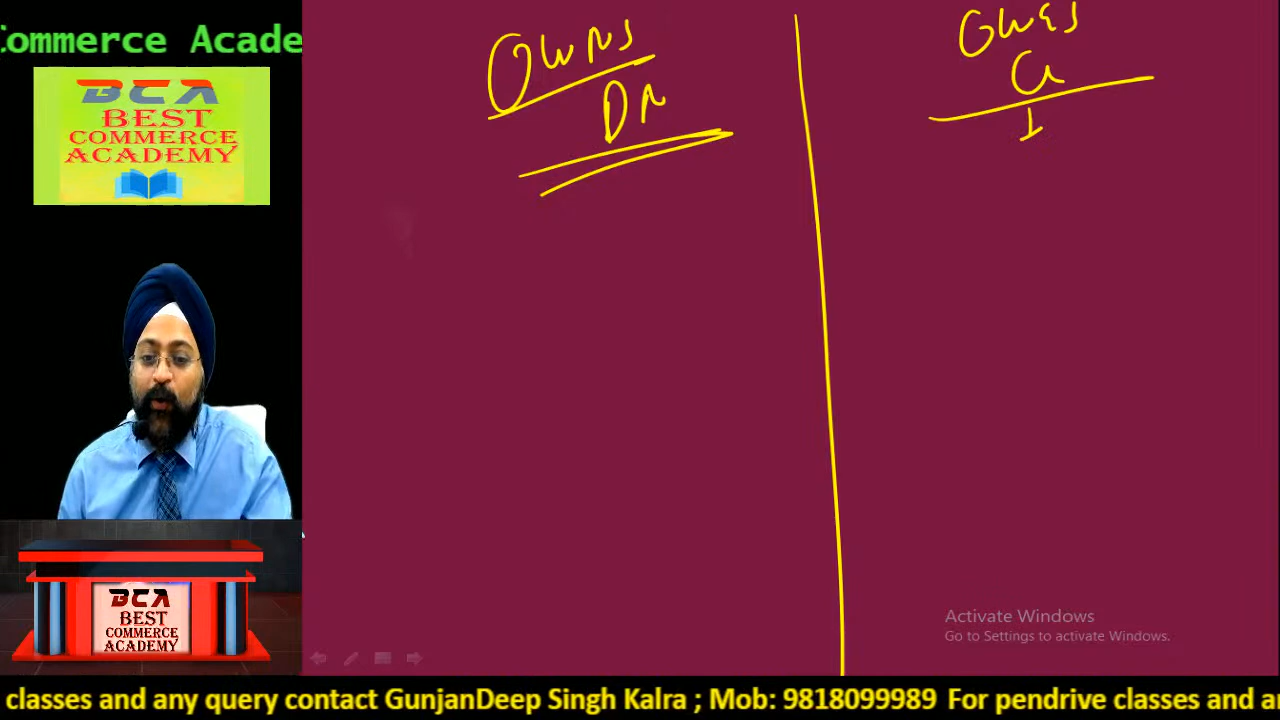 Commerce Acade
BCA
BEST
COMMERCE
ACADEMY
OWNS
DR
OWES
Cr
I
BCA
BEST
COMMERCE
ACADEMY
Activate Windows
Go to Settings to activate Windows.
classes and any query contact GunjanDeep Singh Kalra ; Mob: 9818099989 For pendrive classes and a